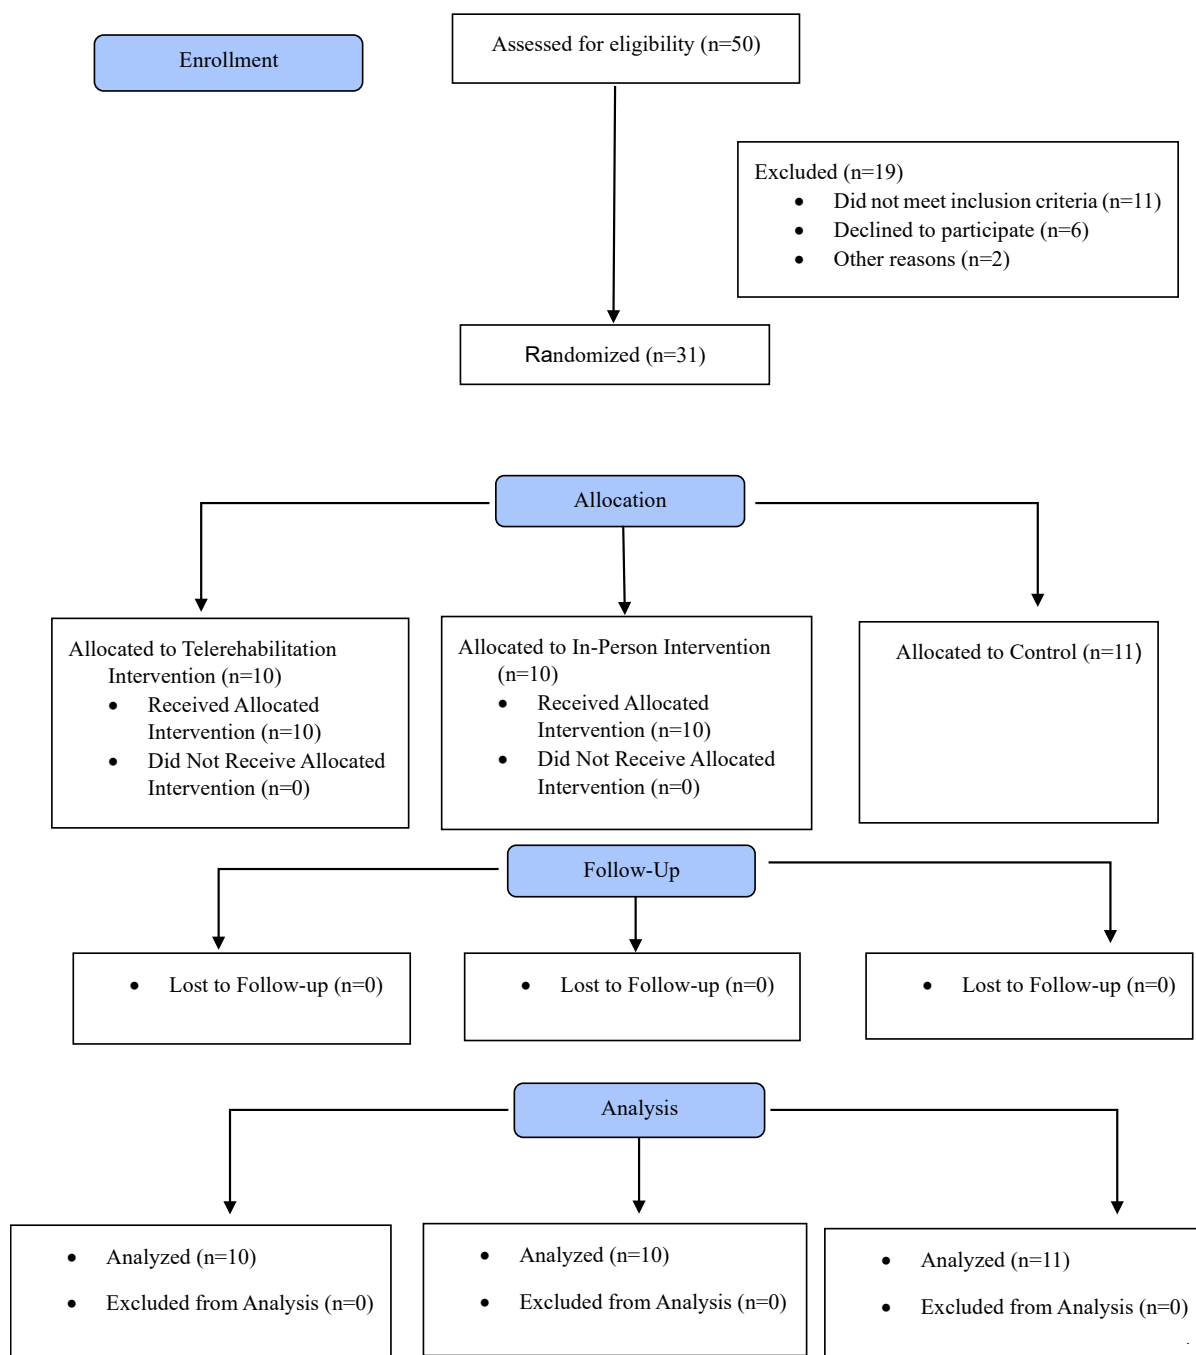 Enrollment
Assessed for eligibility (n=50)
Excluded (n=19)
• Did not meet inclusion criteria (n=11)
• Declined to participate (n=6)
• Other reasons (n=2)
Randomized (n=31)
Allocation
Allocated to Telerehabilitation
Intervention (n=10)
• Received Allocated
Intervention (n=10)
• Did Not Receive Allocated
Intervention (n=0)
Allocated to In-Person Intervention
(n=10)
• Received Allocated
Intervention (n=10)
• Did Not Receive Allocated
Intervention (n=0)
Allocated to Control (n=11)
Follow-Up
• Lost to Follow-up (n=0)
• Lost to Follow-up (n=0)
• Lost to Follow-up (n=0)
Analysis
• Analyzed (n=10)
• Excluded from Analysis (n=0)
• Analyzed (n=10)
• Excluded from Analysis (n=0)
• Analyzed (n=11)
• Excluded from Analysis (n=0)